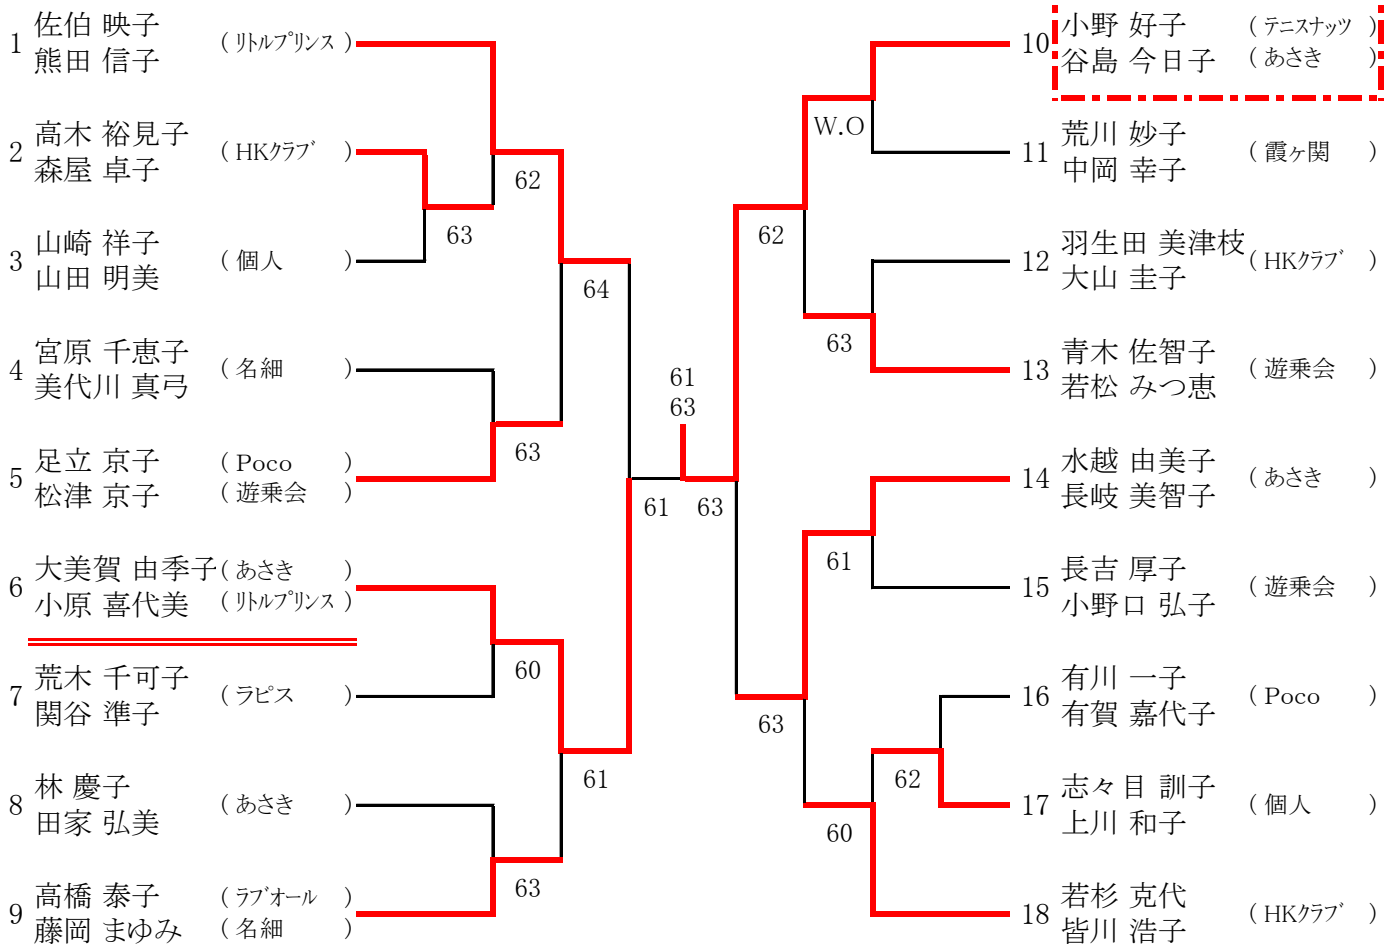 1 佐伯 映子 (リトルプリンス)
熊田 信子
2 高木 裕見子 (HKクラブ)
森屋 卓子
3 山崎 祥子 (個人)
山田 明美
4 宮原 千恵子 (名細)
美代川 真弓
5 足立 京子 (Poco)
松津 京子 (遊乗会)
6 大美賀 由季子 (あさき)
小原 喜代美 (リトルプリンス)
7 荒木 千可子 (ラピス)
関谷 準子
8 林 慶子 (あさき)
田家 弘美
9 高橋 泰子 (ラブオール)
藤岡 まゆみ (名細)
62
63
64
63
60
61
63
61
61
63
63
W.O
62
63
61
63
62
60
10 小野 好子 (テニスナッツ)
谷島 今日子 (あさき)
11 荒川 妙子 (霞ヶ関)
中岡 幸子
12 羽生田 美津枝 (HKクラブ)
大山 圭子
13 青木 佐智子 (遊乗会)
若松 みつ恵
14 水越 由美子 (あさき)
長岐 美智子
15 長吉 厚子 (遊乗会)
小野口 弘子
16 有川 一子 (Poco)
有賀 嘉代子
17 志々目 訓子 (個人)
上川 和子
18 若杉 克代 (HKクラブ)
皆川 浩子